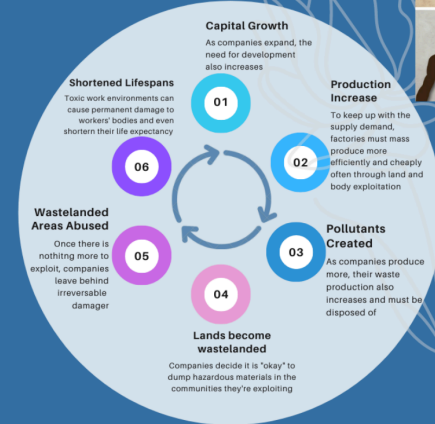 Capital Growth
As companies expand, the
need for development
also increases
01
Production
Increase
To keep up with the
supply demand,
factories must mass
produce more
efficiently and cheaply
often through land and
body exploitation
02
Pollutants
Created
As companies produce
more, their waste
production also
increases and must be
disposed of
03
04
Lands become
wastelanded
Companies decide it is "okay" to
dump hazardous materials in the
communities they're exploiting
Wastelanded
Areas Abused
Once there is
nothitng more to
exploit, companies
leave behind
irreversable
damager
05
Shortened Lifespans
Toxic work environments can
cause permanent damage to
workers' bodies and even
shortern their life expectancy
06